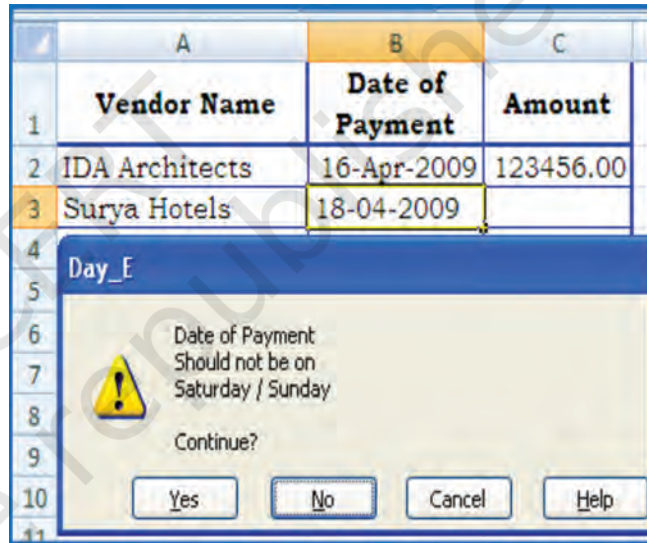 A B C
1 Vendor Name Date of Payment Amount
2 IDA Architects 16-Apr-2009 123456.00
3 Surya Hotels 18-04-2009
4
Day_E
5
6 Date of Payment
Should not be on
7 Saturday / Sunday
8
9 Continue?
10 Yes No Cancel Help
11